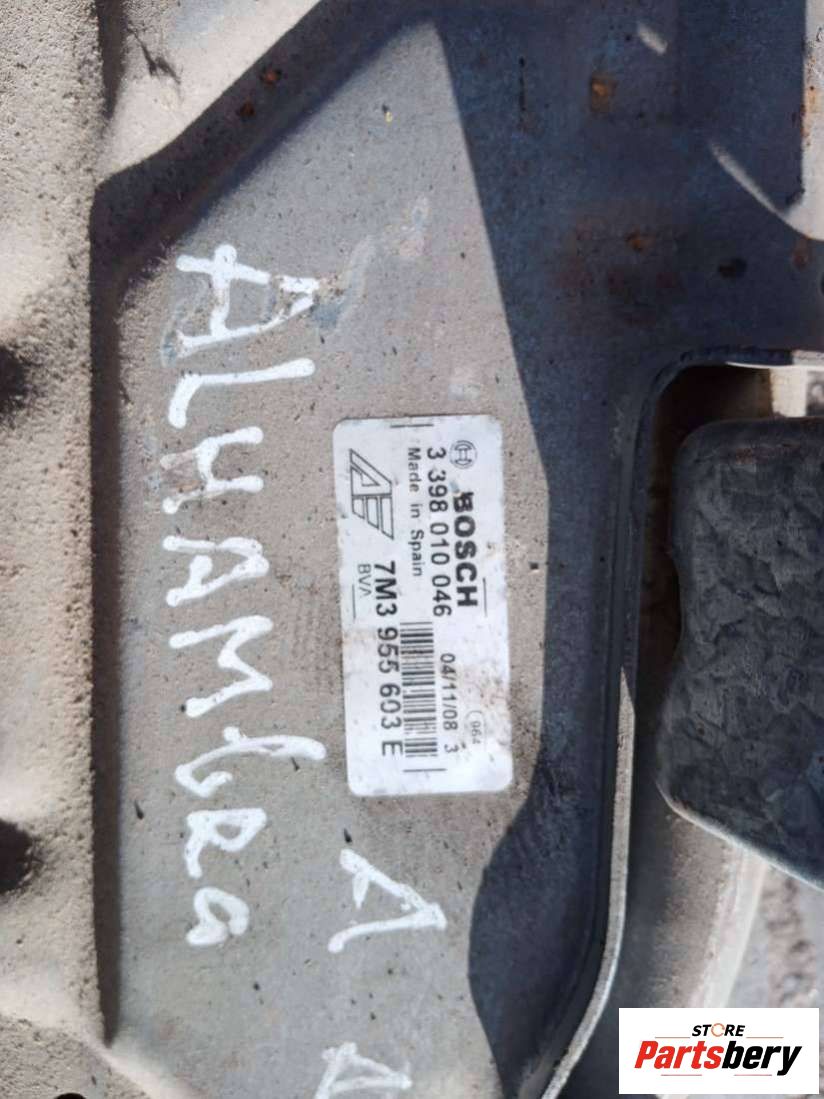 ALHAMBRA
BOSCH
3 398 010 046 04/11/08 3
Made in Spain
964
7M3 955 603 E
BVA
A
STORE
Partsbery